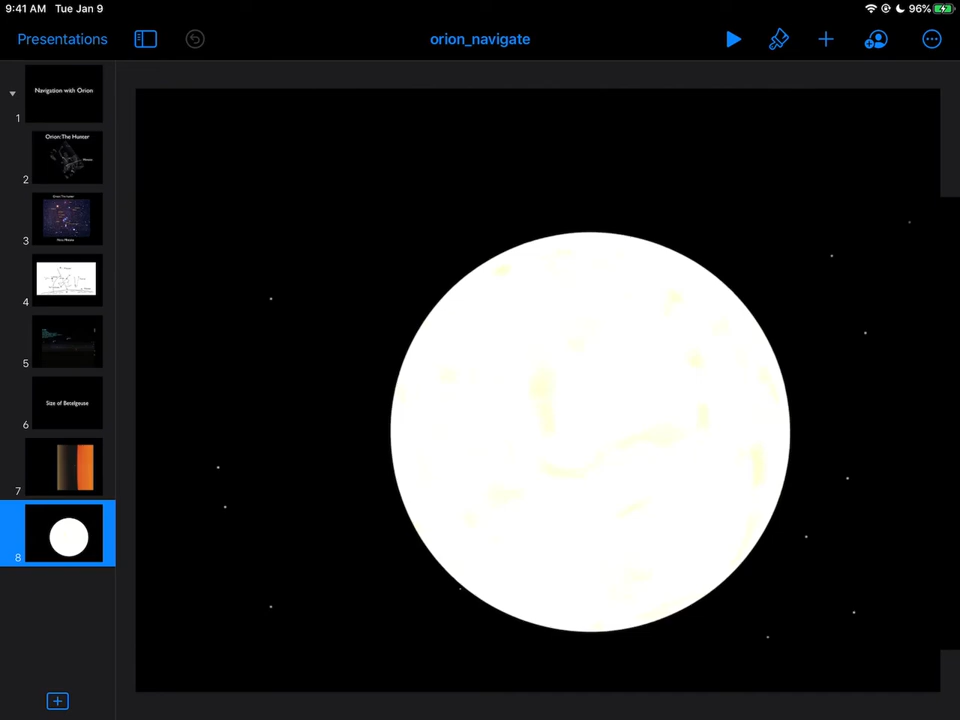 9:41 AM Tue Jan 9
96%
Presentations
orion_navigate
Navigation with Orion
1
Orion: The Hunter
2
3
4
5
Size of Betelgeuse
6
7
8